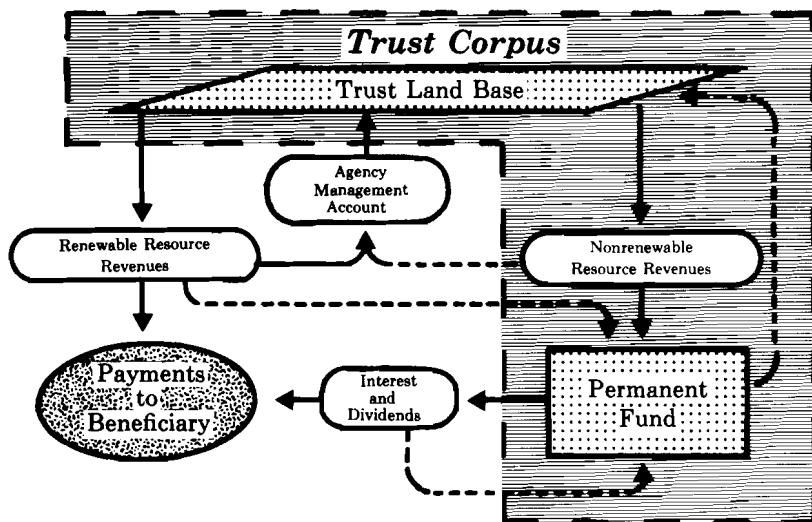 Trust Corpus
Trust Land Base
Agency
Management
Account
Renewable Resource
Revenues
Nonrenewable
Resource Revenues
Payments
to
Beneficiary
Interest
and
Dividends
Permanent
Fund